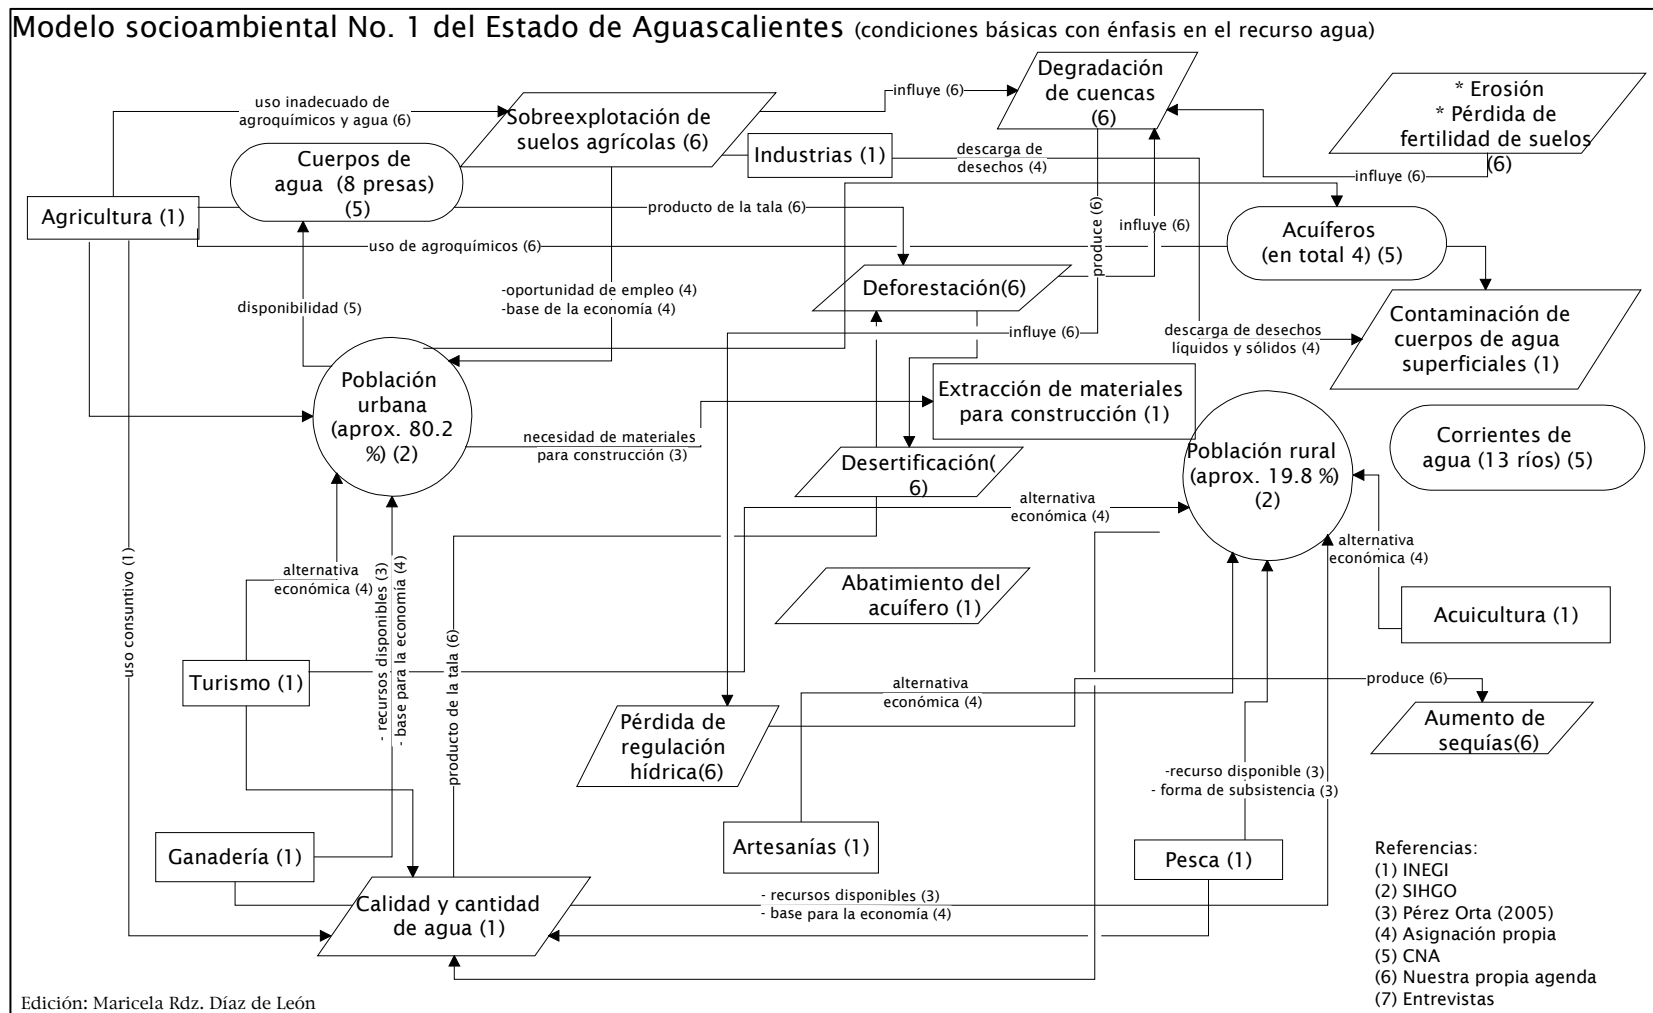 Modelo socioambiental No. 1 del Estado de Aguascalientes (condiciones básicas con énfasis en el recurso agua)
uso inadecuado de
agroquímicos y agua (6)
Sobreexplotación de
suelos agrícolas (6)
influye (6)
Degradación
de cuencas
(6)
* Erosión
* Pérdida de
fertilidad de suelos
(6)
influye (6)
Cuerpos de
agua (8 presas)
(5)
Industrias (1)
descarga de
desechos (4)
Agricultura (1)
producto de la tala (6)
uso de agroquímicos (6)
produce (6)
influye (6)
Acuíferos
(en total 4) (5)
disponibilidad (5)
-oportunidad de empleo (4)
-base de la economía (4)
Deforestación(6)
influye (6)
descarga de desechos
líquidos y sólidos (4)
Contaminación de
cuerpos de agua
superficiales (1)
Población
urbana
(aprox. 80.2
%) (2)
necesidad de materiales
para construcción (3)
Extracción de materiales
para construcción (1)
Desertificación(
6)
Población rural
(aprox. 19.8 %)
(2)
Corrientes de
agua (13 ríos) (5)
alternativa
económica (4)
alternativa
económica (4)
alternativa
económica (4)
uso consuntivo (1)
- recursos disponibles (3)
- base para la economía (4)
producto de la tala (6)
Abatimiento del
acuífero (1)
Acuicultura (1)
Turismo (1)
alternativa
económica (4)
produce (6)
Pérdida de
regulación
hídrica(6)
Aumento de
sequías(6)
-recurso disponible (3)
- forma de subsistencia (3)
Ganadería (1)
Artesanías (1)
Pesca (1)
Calidad y cantidad
de agua (1)
- recursos disponibles (3)
- base para la economía (4)
Referencias:
(1) INEGI
(2) SIHGO
(3) Pérez Orta (2005)
(4) Asignación propia
(5) CNA
(6) Nuestra propia agenda
(7) Entrevistas
Edición: Maricela Rdz. Díaz de León